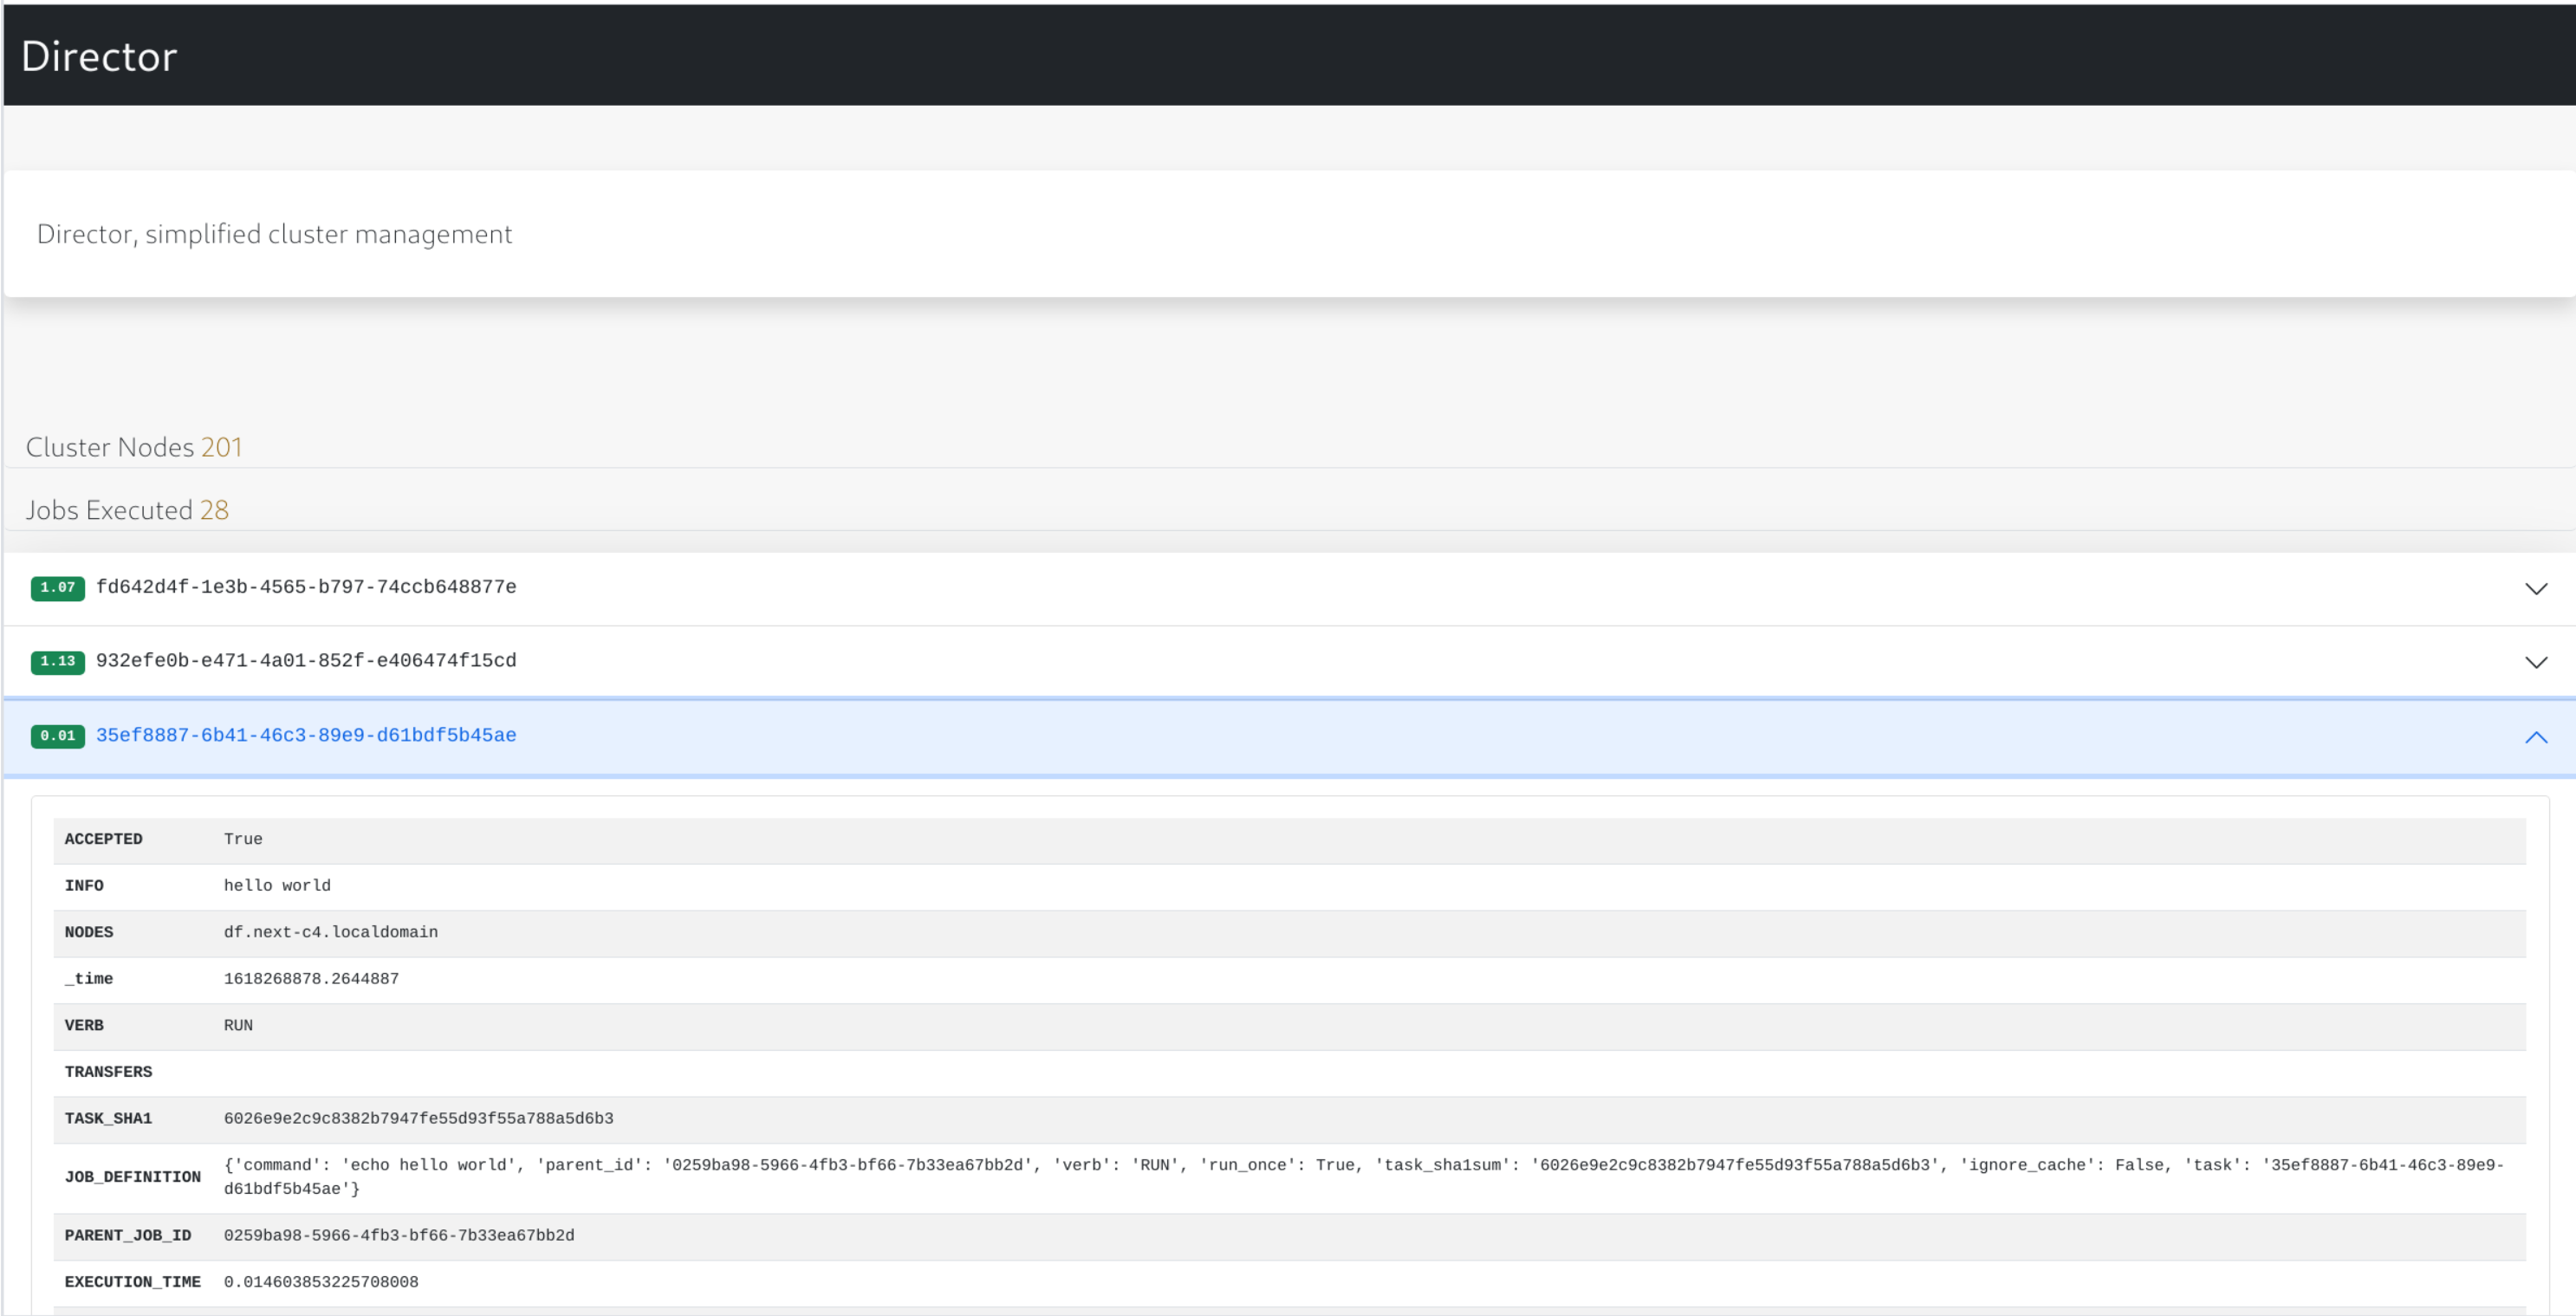 Director
Director, simplified cluster management
Cluster Nodes 201
Jobs Executed 28
1.07 fd642d4f-1e3b-4565-b797-74ccb648877e
1.13 932efe0b-e471-4a01-852f-e406474f15cd
0.01 35ef8887-6b41-46c3-89e9-d61bdf5b45ae
ACCEPTED True
INFO hello world
NODES df.next-c4.localdomain
_time 1618268878.2644887
VERB RUN
TRANSFERS
TASK_SHA1 6026e9e2c9c8382b7947fe55d93f55a788a5d6b3
JOB_DEFINITION {'command': 'echo hello world', 'parent_id': '0259ba98-5966-4fb3-bf66-7b33ea67bb2d', 'verb': 'RUN', 'run_once': True, 'task_sha1sum': '6026e9e2c9c8382b7947fe55d93f55a788a5d6b3', 'ignore_cache': False, 'task': '35ef8887-6b41-46c3-89e9-
d61bdf5b45ae'}
PARENT_JOB_ID 0259ba98-5966-4fb3-bf66-7b33ea67bb2d
EXECUTION_TIME 0.014603853225708008